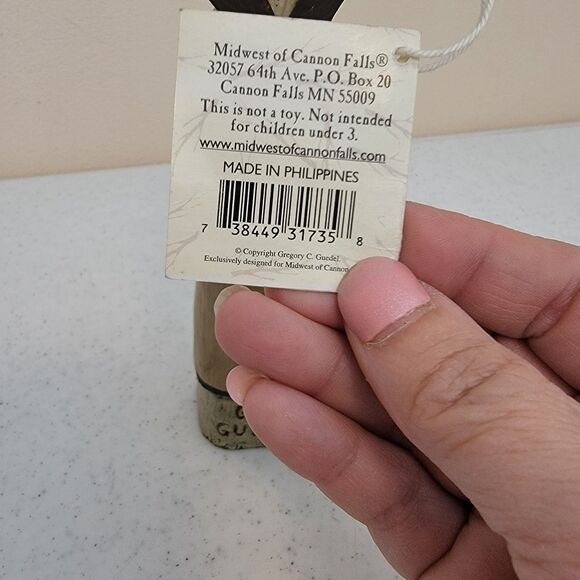 Midwest of Cannon Falls®
32057 64th Ave. P.O. Box 20
Cannon Falls MN 55009
This is not a toy. Not intended
for children under 3.
www.midwestofcannonfalls.com
MADE IN PHILIPPINES
7 38449 31735 8
© Copyright Gregory C. Guedel.
Exclusively designed for Midwest of Cannon
GU